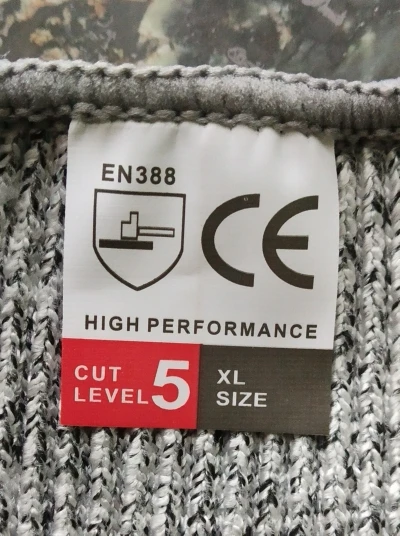 EN388
CE
HIGH PERFORMANCE
CUT
LEVEL 5
XL
SIZE